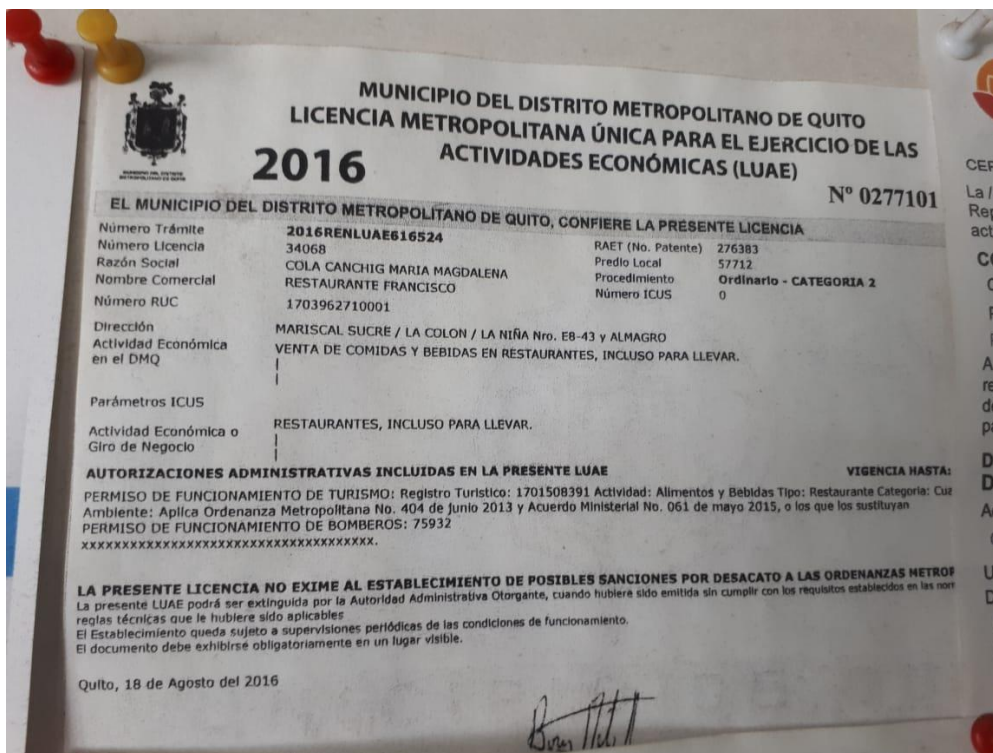 MUNICIPIO DEL DISTRITO METROPOLITANO DE QUITO
LICENCIA METROPOLITANA ÚNICA PARA EL EJERCICIO DE LAS
ACTIVIDADES ECONÓMICAS (LUAE)
2016
Nº 0277101
EL MUNICIPIO DEL DISTRITO METROPOLITANO DE QUITO, CONFIERE LA PRESENTE LICENCIA
Número Trámite 2016RENLUAE616524
Número Licencia 34068 RAET (No. Patente) 276383
Razón Social COLA CANCHIG MARIA MAGDALENA Predio Local 57712
Nombre Comercial RESTAURANTE FRANCISCO Procedimiento Ordinario - CATEGORIA 2
Número RUC 1703962710001 Número ICUS 0
Dirección MARISCAL SUCRE / LA COLON / LA NIÑA Nro. E8-43 y ALMAGRO
Actividad Económica VENTA DE COMIDAS Y BEBIDAS EN RESTAURANTES, INCLUSO PARA LLEVAR.
en el DMQ |
|
Parámetros ICUS
Actividad Económica o RESTAURANTES, INCLUSO PARA LLEVAR.
Giro de Negocio |
|
AUTORIZACIONES ADMINISTRATIVAS INCLUIDAS EN LA PRESENTE LUAE VIGENCIA HASTA:
PERMISO DE FUNCIONAMIENTO DE TURISMO: Registro Turistico: 1701508391 Actividad: Alimentos y Bebidas Tipo: Restaurante Categoria: Cua
Ambiente: Aplica Ordenanza Metropolitana No. 404 de junio 2013 y Acuerdo Ministerial No. 061 de mayo 2015, o los que los sustituyan
PERMISO DE FUNCIONAMIENTO DE BOMBEROS: 75932
xxxxxxxxxxxxxxxxxxxxxxxxxxxxxxxxxxxx.
LA PRESENTE LICENCIA NO EXIME AL ESTABLECIMIENTO DE POSIBLES SANCIONES POR DESACATO A LAS ORDENANZAS METROP
La presente LUAE podrá ser extinguida por la Autoridad Administrativa Otorgante, cuando hubiere sido emitida sin cumplir con los requisitos establecidos en las nor
reglas técnicas que le hubiere sido aplicables
El Establecimiento queda sujeto a supervisiones periódicas de las condiciones de funcionamiento.
El documento debe exhibirse obligatoriamente en un lugar visible.
Quito, 18 de Agosto del 2016